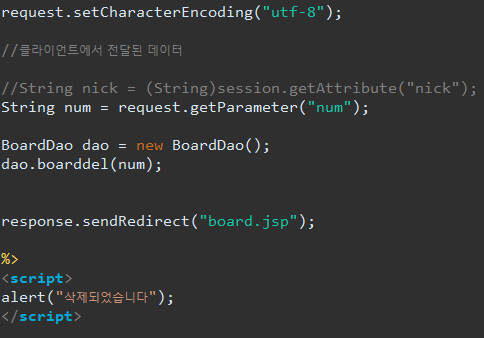 request.setCharacterEncoding("utf-8");
//클라이언트에서 전달된 데이터
//String nick = (String)session.getAttribute("nick");
String num = request.getParameter("num");
BoardDao dao = new BoardDao();
dao.boarddel(num);
response.sendRedirect("board.jsp");
%>
<script>
alert("삭제되었습니다");
</script>